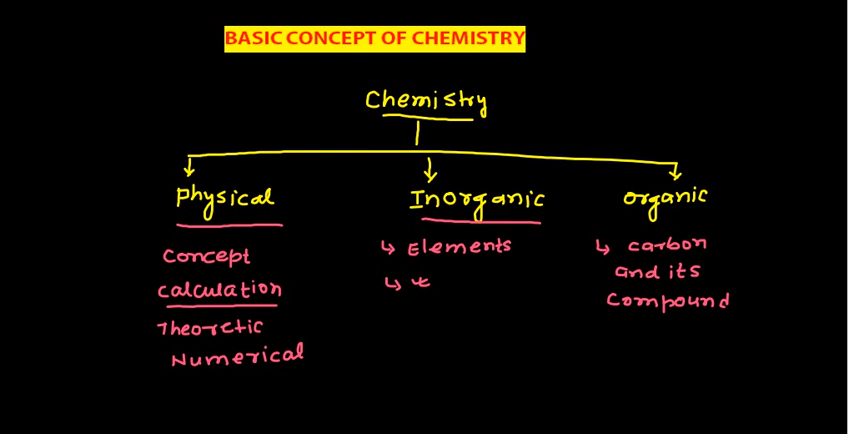 BASIC CONCEPT OF CHEMISTRY
Chemistry
Physical
Inorganic
organic
Concept
Calculation
Theoretic
Numerical
↳ Elements
↳
↳ carbon
and its
Compound